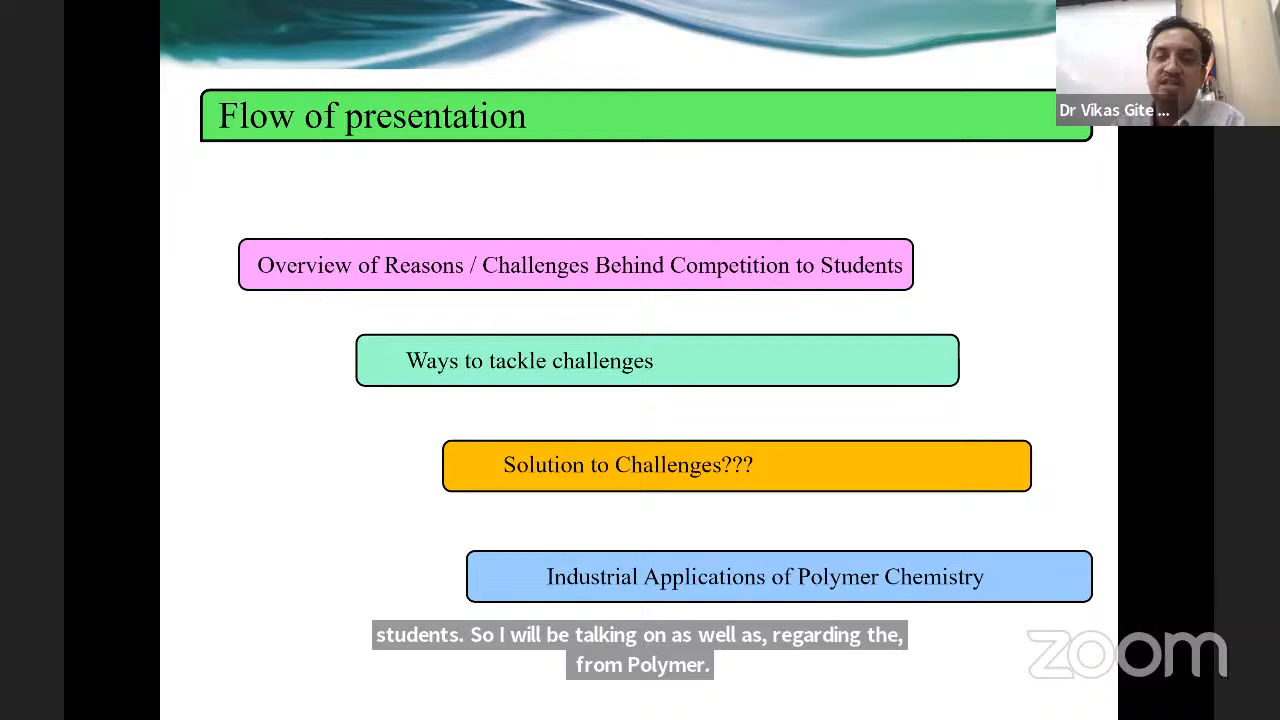 Flow of presentation
Dr Vikas Gite ...
Overview of Reasons / Challenges Behind Competition to Students
Ways to tackle challenges
Solution to Challenges???
Industrial Applications of Polymer Chemistry
students. So I will be talking on as well as, regarding the,
from Polymer.
zoom